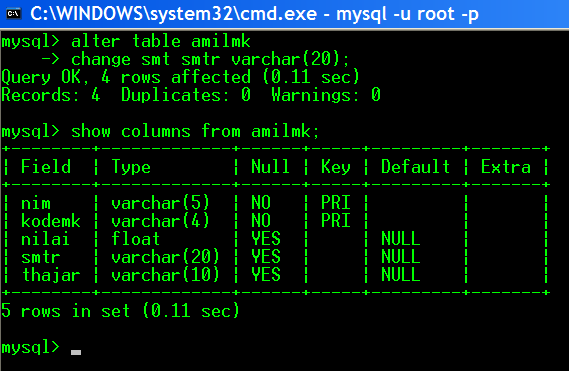 C:\WINDOWS\system32\cmd.exe - mysql -u root -p
mysql> alter table amilmk
    -> change smt smtr varchar(20);
Query OK, 4 rows affected (0.11 sec)
Records: 4  Duplicates: 0  Warnings: 0
mysql> show columns from amilmk;
+--------+-------------+------+-----+---------+-------+
| Field  | Type        | Null | Key | Default | Extra |
+--------+-------------+------+-----+---------+-------+
| nim    | varchar(5)  | NO   | PRI |         |       |
| kodemk | varchar(4)  | NO   | PRI |         |       |
| nilai  | float       | YES  |     | NULL    |       |
| smtr   | varchar(20) | YES  |     | NULL    |       |
| thajar | varchar(10) | YES  |     | NULL    |       |
+--------+-------------+------+-----+---------+-------+
5 rows in set (0.11 sec)
mysql> _